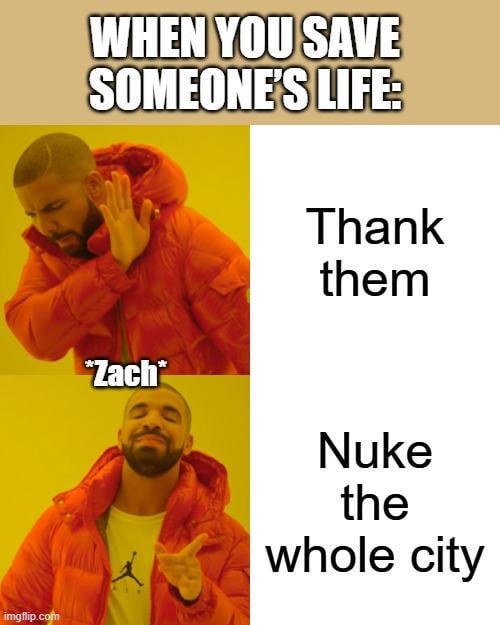 WHEN YOU SAVE
SOMEONE'S LIFE:
Thank
them
*Zach*
Nuke
the
whole city
imgflip.com